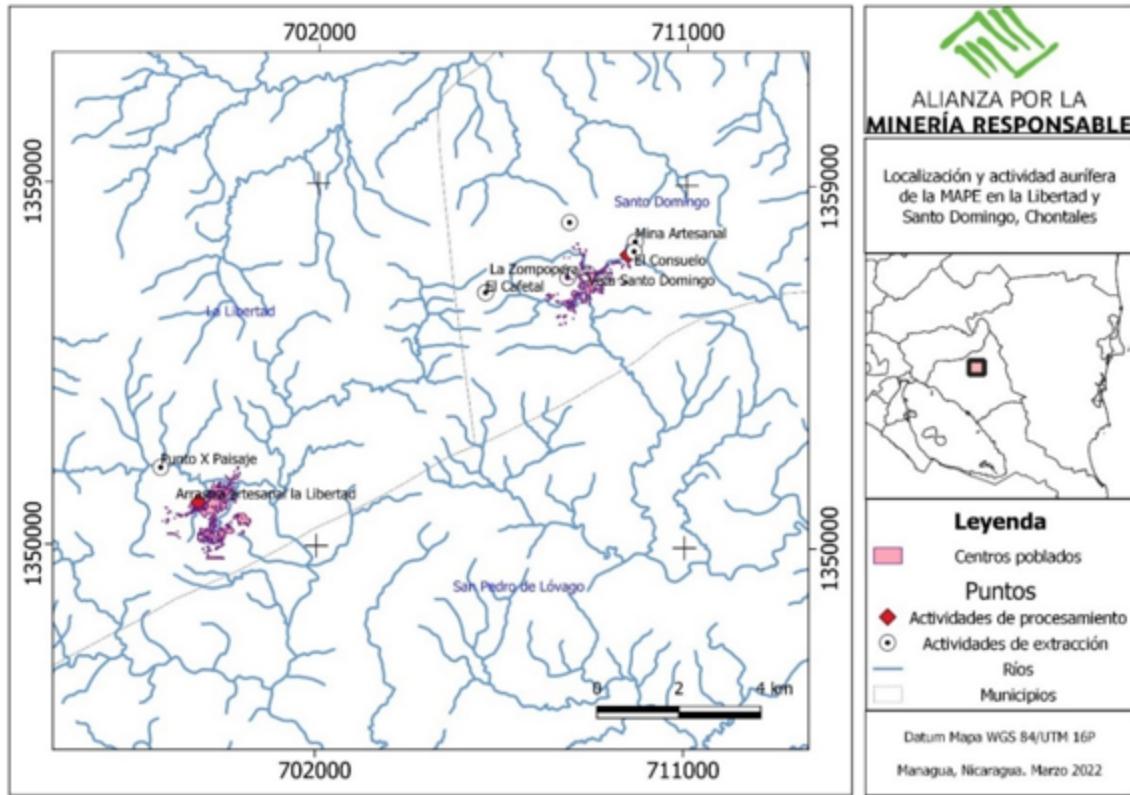 702000
711000
1359000
1359000
Santo Domingo
Mina Artesanal
El Consuelo
La Zompopera
Veta Santo Domingo
El Cafetal
La Libertad
Punto X Paisaje
Arrastra artesanal la Libertad
1350000
1350000
San Pedro de Lóvago
0 2 4 km
702000
711000
ALIANZA POR LA
MINERÍA RESPONSABLE
Localización y actividad aurífera
de la MAPE en la Libertad y
Santo Domingo, Chontales
Leyenda
Centros poblados
Puntos
Actividades de procesamiento
Actividades de extracción
Ríos
Municipios
Datum Mapa WGS 84/UTM 16P
Managua, Nicaragua. Marzo 2022